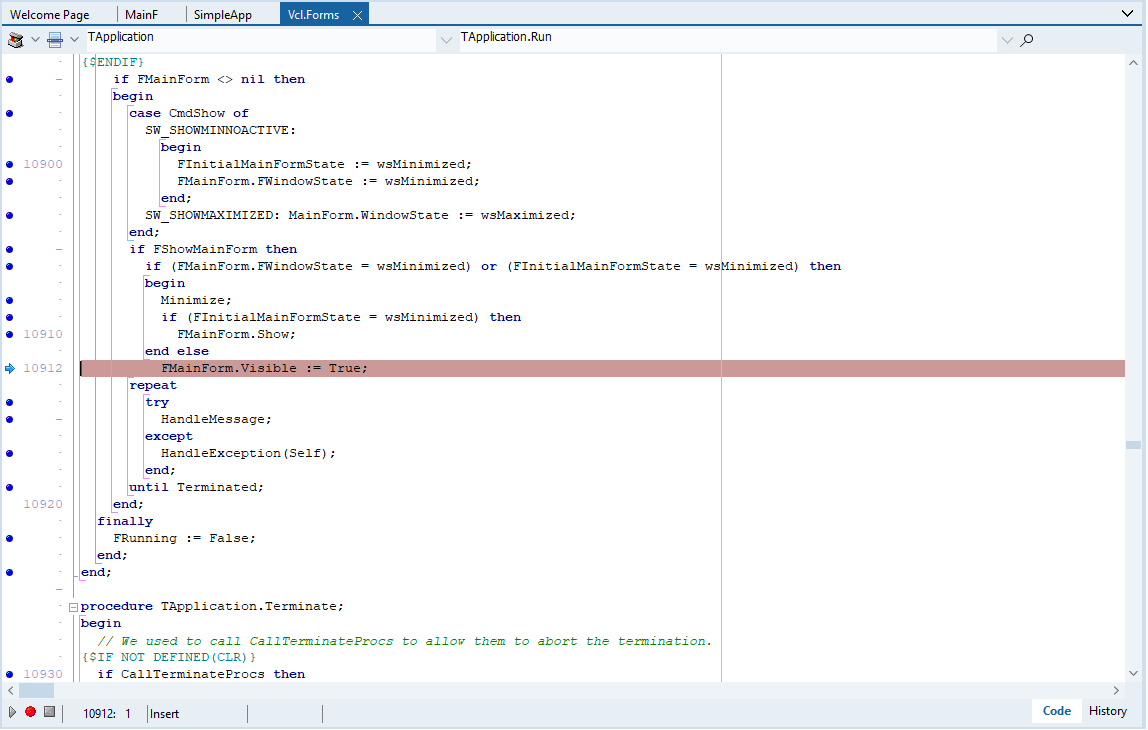 Welcome Page MainF SimpleApp Vcl.Forms
TApplication TApplication.Run
{$ENDIF}
if FMainForm <> nil then
begin
case CmdShow of
SW_SHOWMINNOACTIVE:
begin
10900 FInitialMainFormState := wsMinimized;
FMainForm.FWindowState := wsMinimized;
end;
SW_SHOWMAXIMIZED: MainForm.WindowState := wsMaximized;
end;
if FShowMainForm then
if (FMainForm.FWindowState = wsMinimized) or (FInitialMainFormState = wsMinimized) then
begin
Minimize;
if (FInitialMainFormState = wsMinimized) then
10910 FMainForm.Show;
end else
10912 FMainForm.Visible := True;
repeat
try
HandleMessage;
except
HandleException(Self);
end;
until Terminated;
10920 end;
finally
FRunning := False;
end;
end;
procedure TApplication.Terminate;
begin
// We used to call CallTerminateProcs to allow them to abort the termination.
{$IF NOT DEFINED(CLR)}
10930 if CallTerminateProcs then
10912: 1 Insert Code History